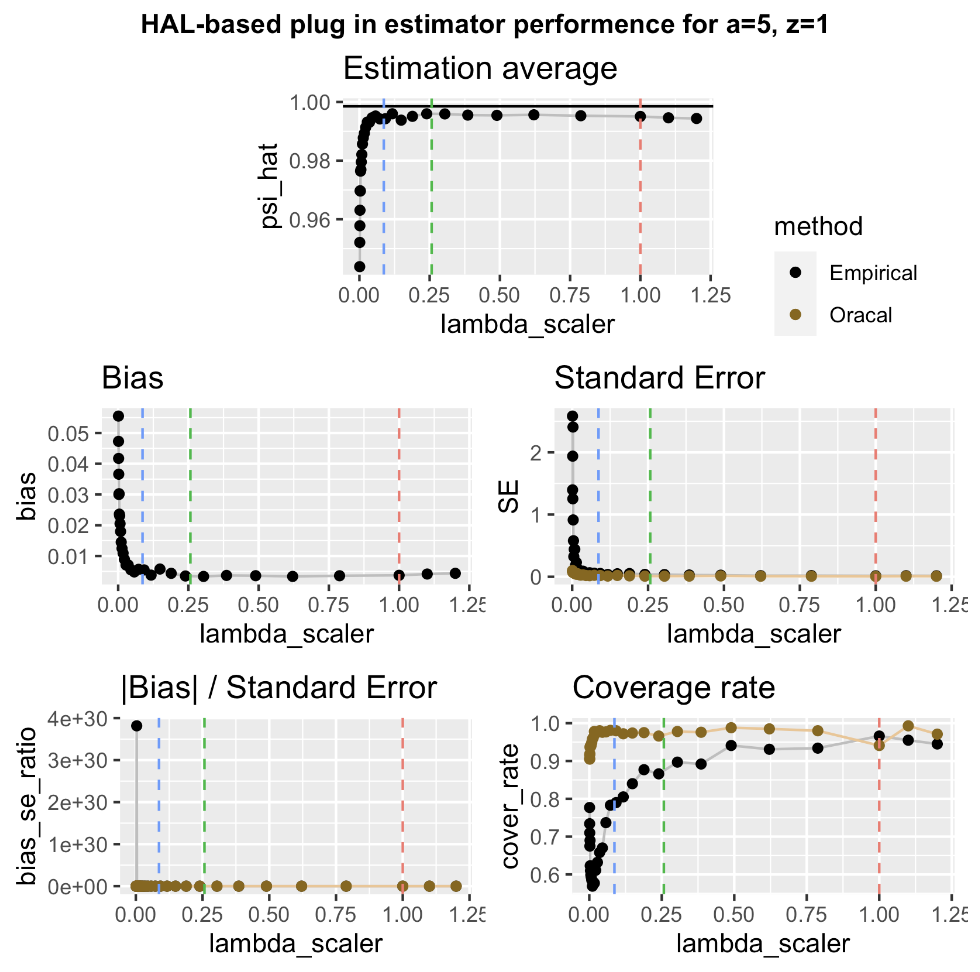 HAL-based plug in estimator performence for a=5, z=1
Estimation average
psi_hat
1.00
0.98
0.96
0.00 0.25 0.50 0.75 1.00 1.25
lambda_scaler
method
Empirical
Oracal
Bias
bias
0.05
0.04
0.03
0.02
0.01
0.00 0.25 0.50 0.75 1.00 1.25
lambda_scaler
Standard Error
SE
2
1
0
0.00 0.25 0.50 0.75 1.00 1.25
lambda_scaler
|Bias| / Standard Error
bias_se_ratio
4e+30
3e+30
2e+30
1e+30
0e+00
0.00 0.25 0.50 0.75 1.00 1.25
lambda_scaler
Coverage rate
cover_rate
1.0
0.9
0.8
0.7
0.6
0.00 0.25 0.50 0.75 1.00 1.25
lambda_scaler